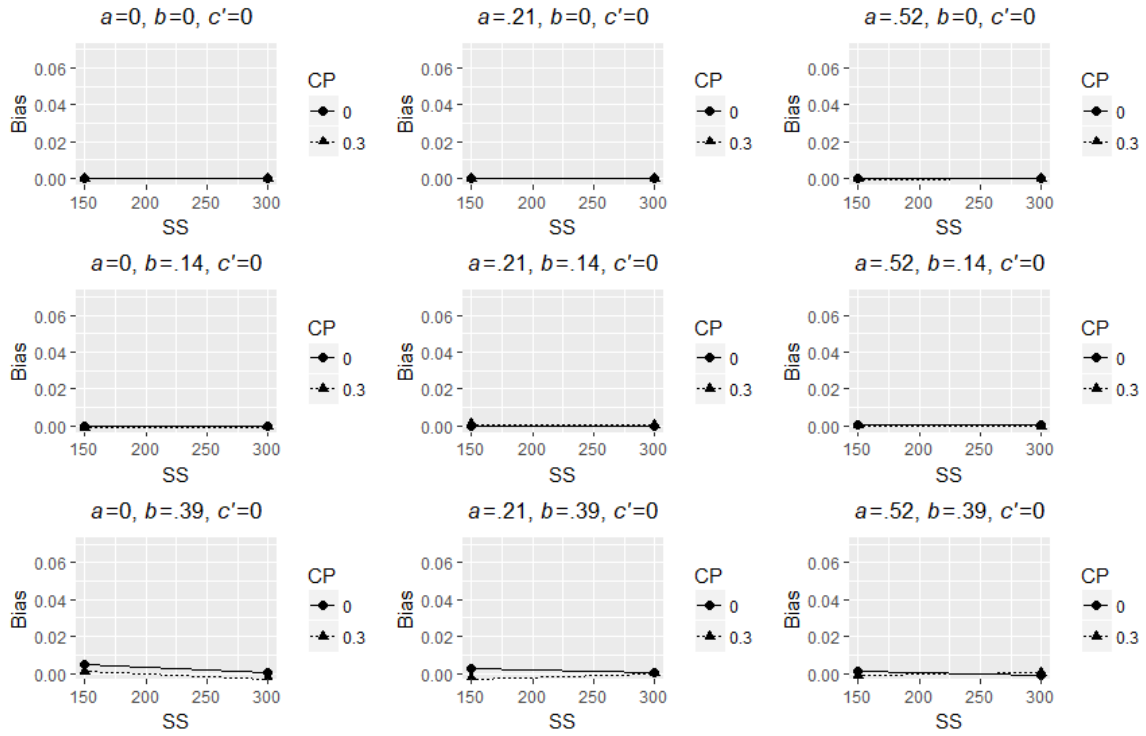 a=0, b=0, c'=0
0.06
0.04
0.02
0.00
Bias
150 200 250 300
SS
CP
0
0.3
a=.21, b=0, c'=0
0.06
0.04
0.02
0.00
Bias
150 200 250 300
SS
CP
0
0.3
a=.52, b=0, c'=0
0.06
0.04
0.02
0.00
Bias
150 200 250 300
SS
CP
0
0.3
a=0, b=.14, c'=0
0.06
0.04
0.02
0.00
Bias
150 200 250 300
SS
CP
0
0.3
a=.21, b=.14, c'=0
0.06
0.04
0.02
0.00
Bias
150 200 250 300
SS
CP
0
0.3
a=.52, b=.14, c'=0
0.06
0.04
0.02
0.00
Bias
150 200 250 300
SS
CP
0
0.3
a=0, b=.39, c'=0
0.06
0.04
0.02
0.00
Bias
150 200 250 300
SS
CP
0
0.3
a=.21, b=.39, c'=0
0.06
0.04
0.02
0.00
Bias
150 200 250 300
SS
CP
0
0.3
a=.52, b=.39, c'=0
0.06
0.04
0.02
0.00
Bias
150 200 250 300
SS
CP
0
0.3